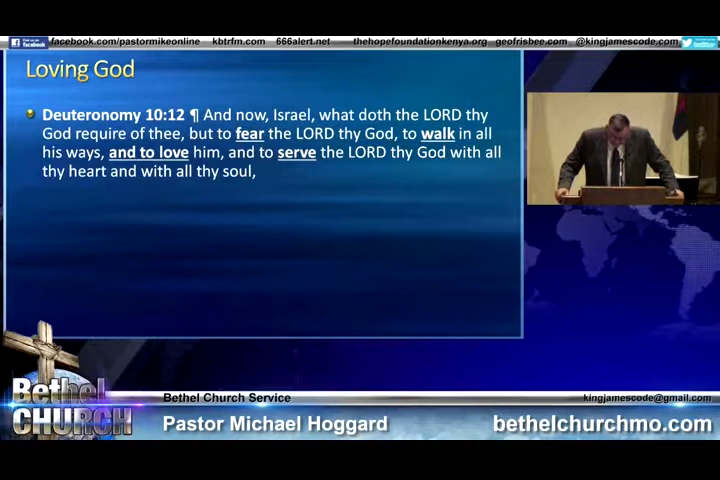 Find us on facebook
facebook.com/pastormikeonline kbtrfm.com 666alert.net thehopefoundationkenya.org geofrisbee.com @kingjamescode.com
Loving God
Deuteronomy 10:12 ¶ And now, Israel, what doth the LORD thy
God require of thee, but to fear the LORD thy God, to walk in all
his ways, and to love him, and to serve the LORD thy God with all
thy heart and with all thy soul,
Bethel
CHURCH
Bethel Church Service
kingjamescode@gmail.com
Pastor Michael Hoggard
bethelchurchmo.com